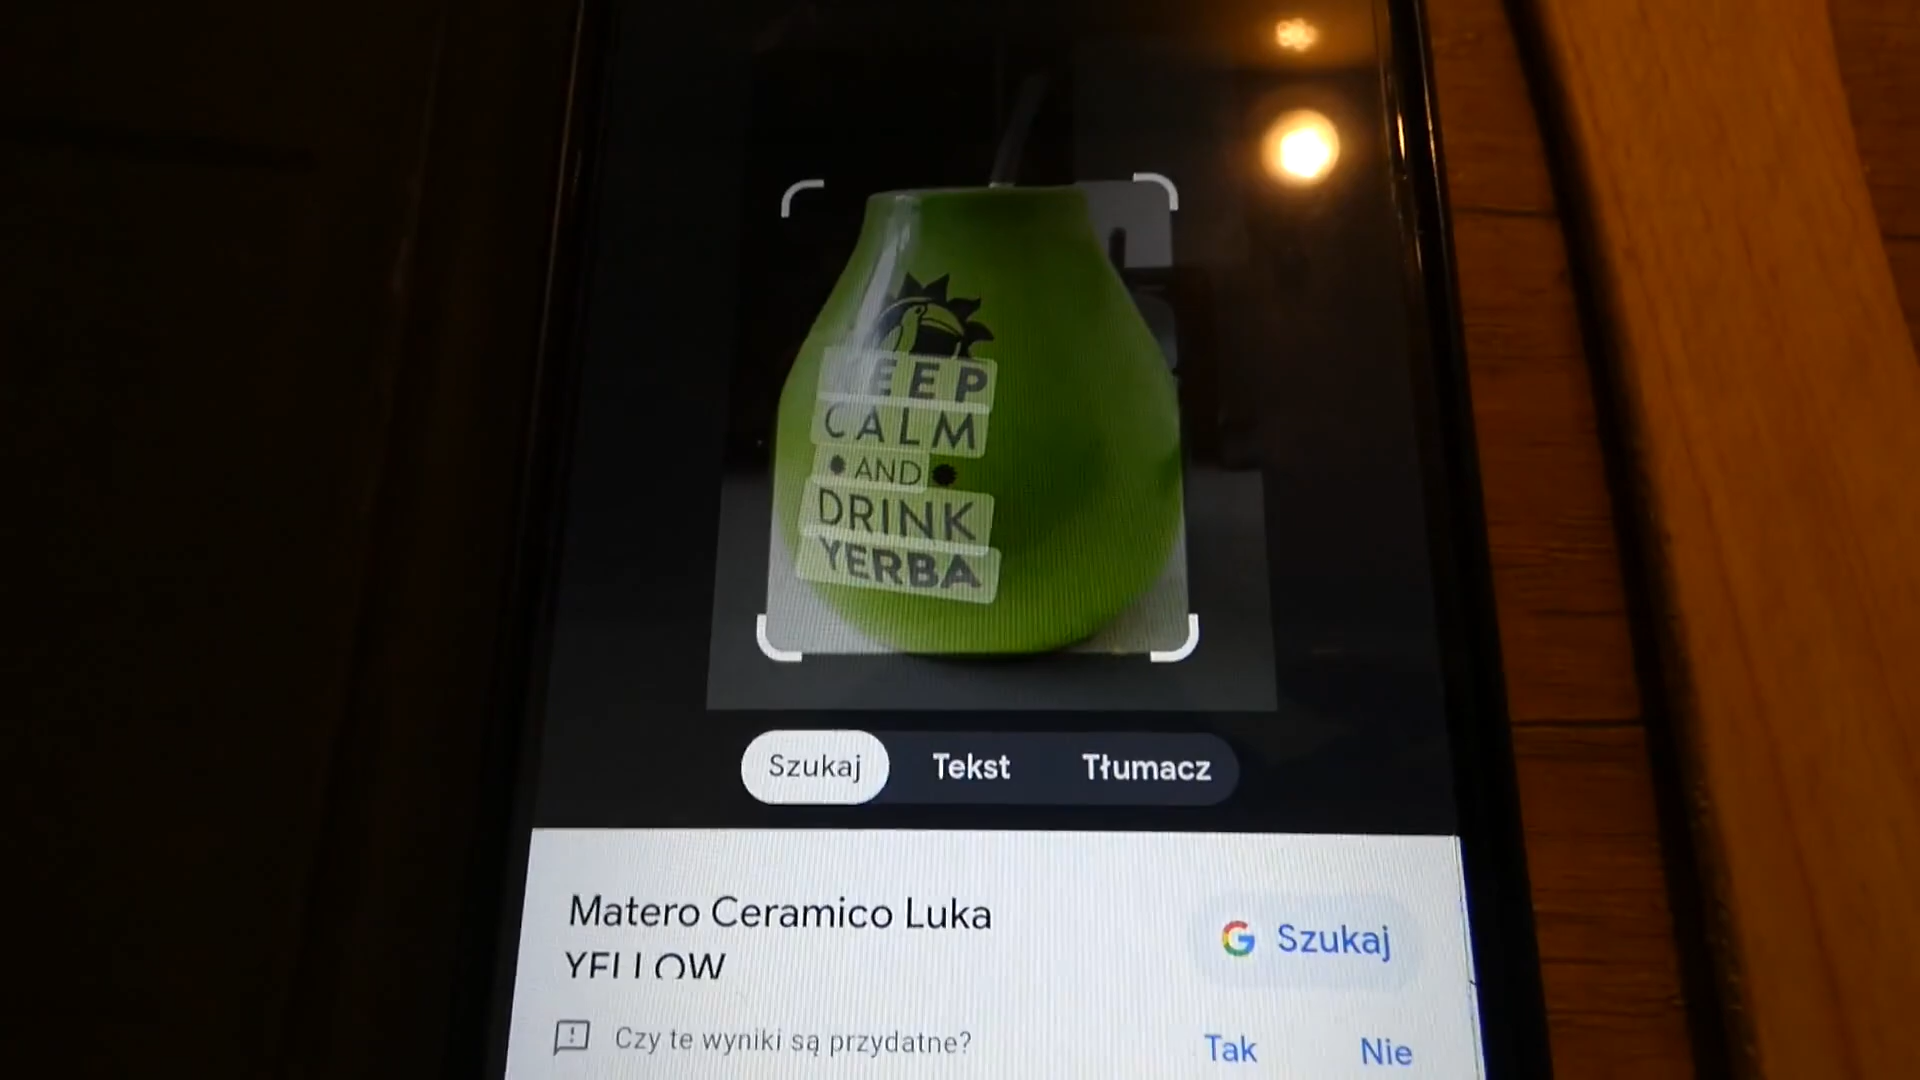 KEEP
CALM
AND
DRINK
YERBA
Szukaj Tekst Tłumacz
Matero Ceramico Luka
YELLOW
G Szukaj
Czy te wyniki są przydatne? Tak Nie